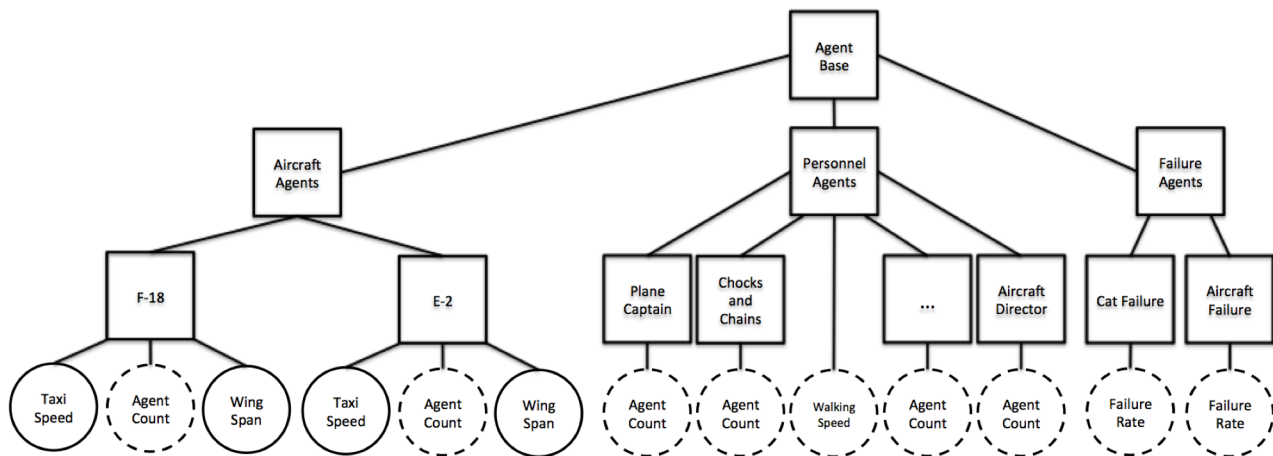 Agent
Base
Aircraft
Agents
Personnel
Agents
Failure
Agents
F-18
E-2
Plane
Captain
Chocks
and
Chains
...
Aircraft
Director
Cat Failure
Aircraft
Failure
Taxi
Speed
Agent
Count
Wing
Span
Taxi
Speed
Agent
Count
Wing
Span
Agent
Count
Agent
Count
Walking
Speed
Agent
Count
Agent
Count
Failure
Rate
Failure
Rate